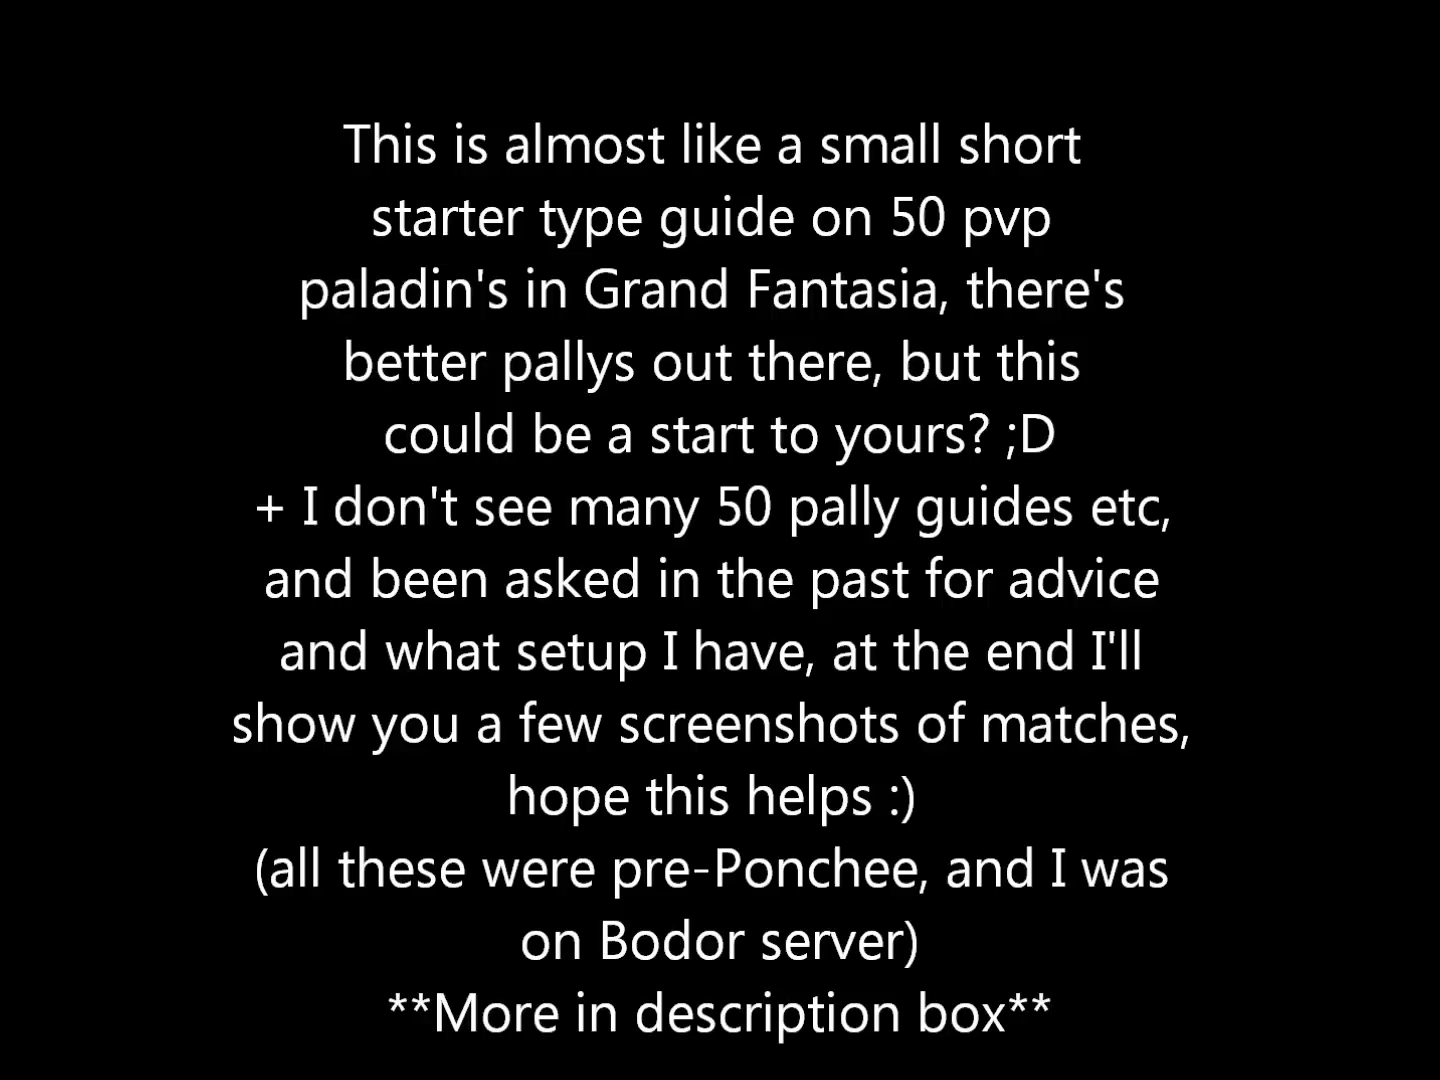 This is almost like a small short
starter type guide on 50 pvp
paladin's in Grand Fantasia, there's
better pallys out there, but this
could be a start to yours? ;D
+ I don't see many 50 pally guides etc,
and been asked in the past for advice
and what setup I have, at the end I'll
show you a few screenshots of matches,
hope this helps :)
(all these were pre-Ponchee, and I was
on Bodor server)
**More in description box**